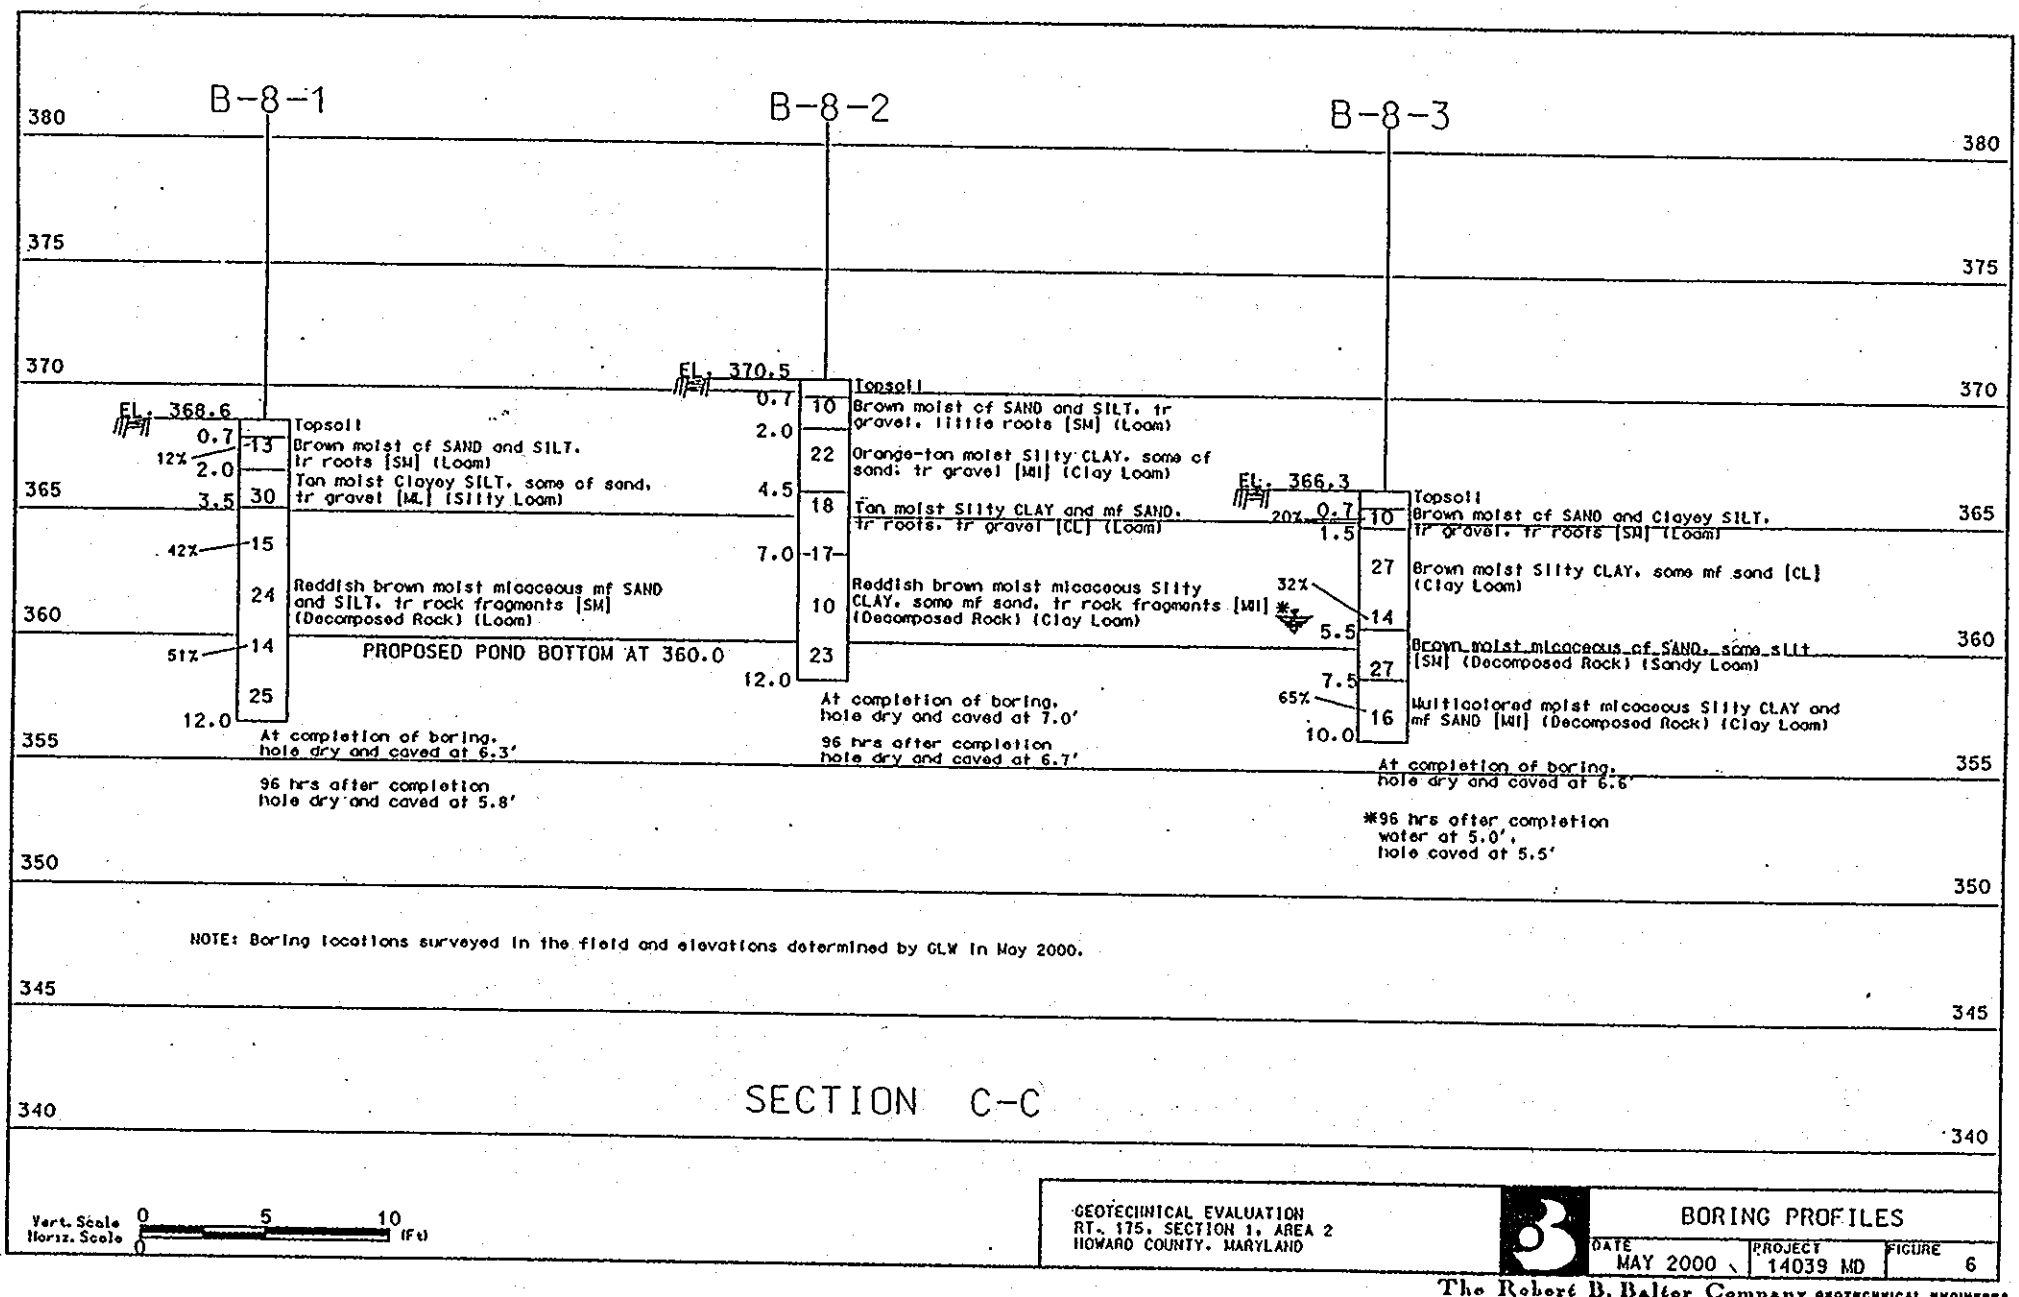 B-8-1
B-8-2
B-8-3
380
380
375
375
370
370
365
365
360
360
355
355
350
350
345
345
340
340
EL. 368.6
0.7
12%
2.0
3.5
42%
51%
12.0
13
30
15
24
14
25
Topsoil
Brown moist cf SAND and SILT,
tr roots [SM] (Loam)
Tan moist Clayey SILT, some cf sand,
tr gravel [ML] (Silty Loam)
Reddish brown moist micaceous mf SAND
and SILT, tr rock fragments [SM]
(Decomposed Rock) (Loam)
At completion of boring,
hole dry and caved at 6.3'
96 hrs after completion
hole dry and caved at 5.8'
PROPOSED POND BOTTOM AT 360.0
EL. 370.5
0.7
2.0
4.5
7.0
12.0
10
22
18
17
10
23
Topsoil
Brown moist cf SAND and SILT, tr
gravel, little roots [SM] (Loam)
Orange-tan moist Silty CLAY, some cf
sand; tr gravel [MH] (Clay Loam)
Tan moist Silty CLAY and mf SAND,
tr roots, tr gravel [CL] (Loam)
Reddish brown moist micaceous Silty
CLAY, some mf sand, tr rock fragments [MH]
(Decomposed Rock) (Clay Loam)
At completion of boring,
hole dry and caved at 7.0'
96 hrs after completion
hole dry and caved at 6.7'
EL. 366.3
20%
0.7
1.5
32%
*
5.5
7.5
65%
10.0
10
27
14
27
16
Topsoil
Brown moist cf SAND and Clayey SILT,
tr gravel, tr roots [SM] (Loam)
Brown moist Silty CLAY, some mf sand [CL]
(Clay Loam)
Brown moist micaceous cf SAND, some silt
[SM] (Decomposed Rock) (Sandy Loam)
Multicolored moist micaceous Silty CLAY and
mf SAND [MH] (Decomposed Rock) (Clay Loam)
At completion of boring,
hole dry and caved at 6.6'
*96 hrs after completion
water at 5.0',
hole caved at 5.5'
NOTE: Boring locations surveyed in the field and elevations determined by GLW in May 2000.
SECTION C-C
Vert. Scale
Horiz. Scale
0 5 10
0
(Ft)
GEOTECHNICAL EVALUATION
RT. 175, SECTION 1, AREA 2
HOWARD COUNTY, MARYLAND
BORING PROFILES
DATE
MAY 2000
PROJECT
14039 MD
FIGURE
6
The Robert B. Balter Company GEOTECHNICAL ENGINEERS